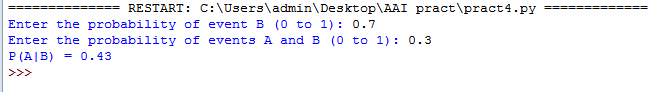 ============== RESTART: C:\Users\admin\Desktop\AAI pract\pract4.py =============
Enter the probability of event B (0 to 1): 0.7
Enter the probability of events A and B (0 to 1): 0.3
P(A|B) = 0.43
>>>